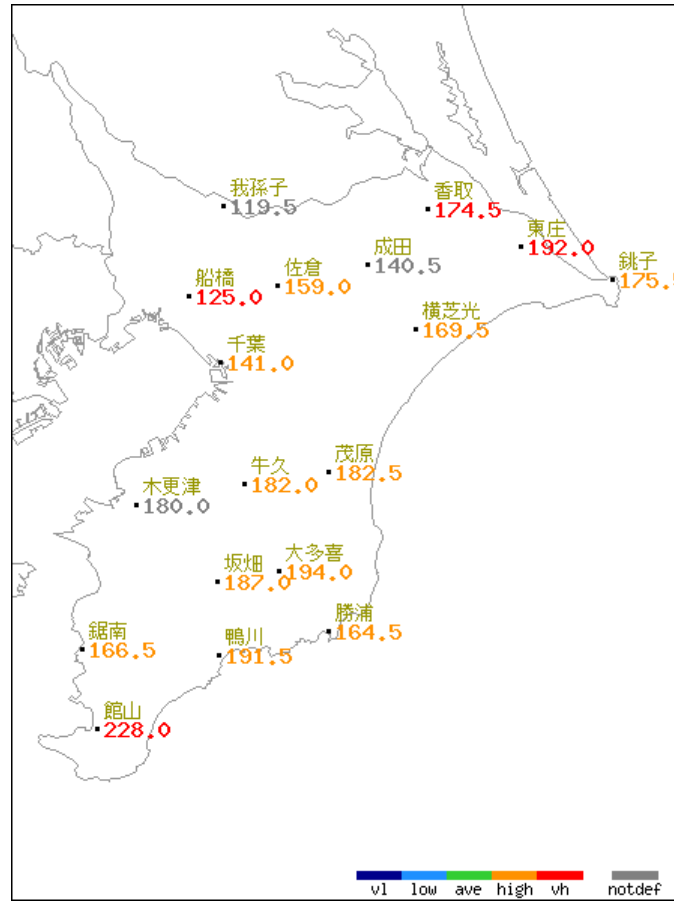 我孫子
119.5
香取
174.5
東庄
192.0
成田
140.5
銚子
175.5
船橋
125.0
佐倉
159.0
横芝光
169.5
千葉
141.0
牛久
182.0
茂原
182.5
木更津
180.0
坂畑
187.0
大多喜
194.0
鋸南
166.5
鴨川
191.5
勝浦
164.5
館山
228.0
vl low ave high vh notdef